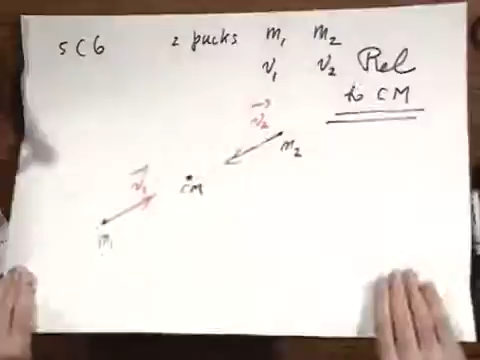 5C6 2 pucks m₁ m₂
v₁ v₂ Rel
to CM
v₂
m₂
v₁
CM
m₁